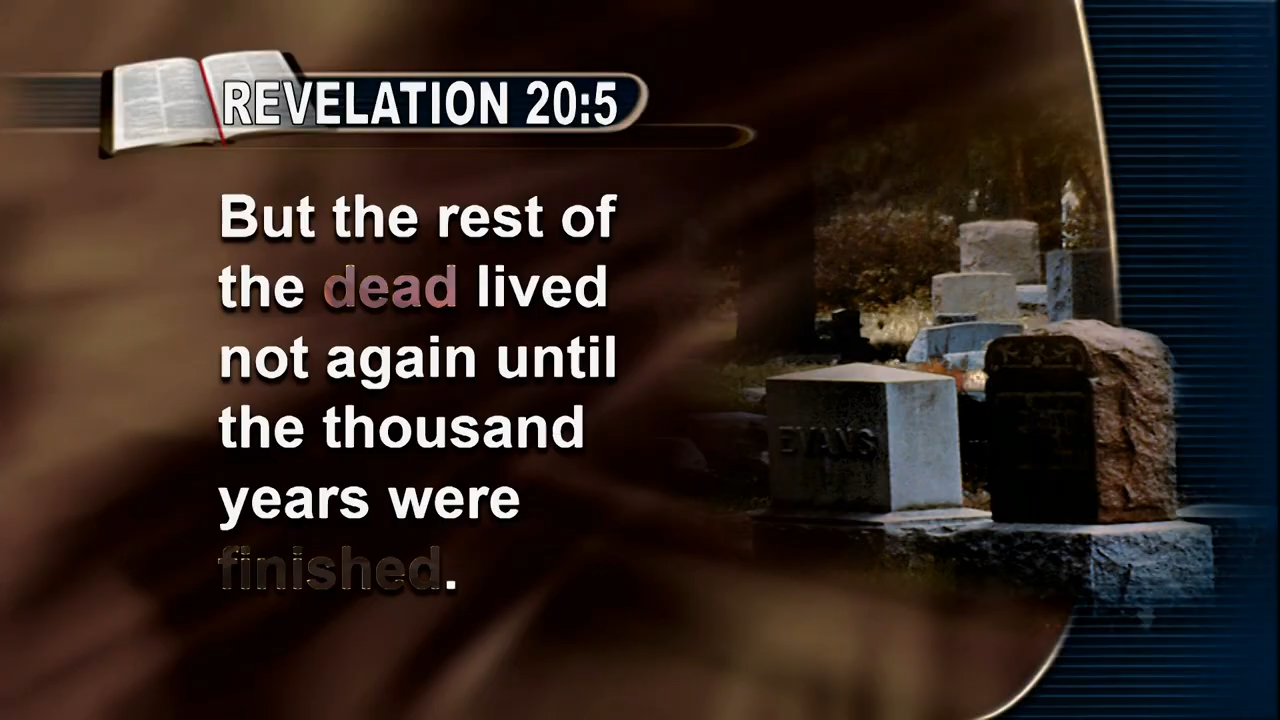 REVELATION 20:5
But the rest of
the dead lived
not again until
the thousand
years were
finished.
EVANS